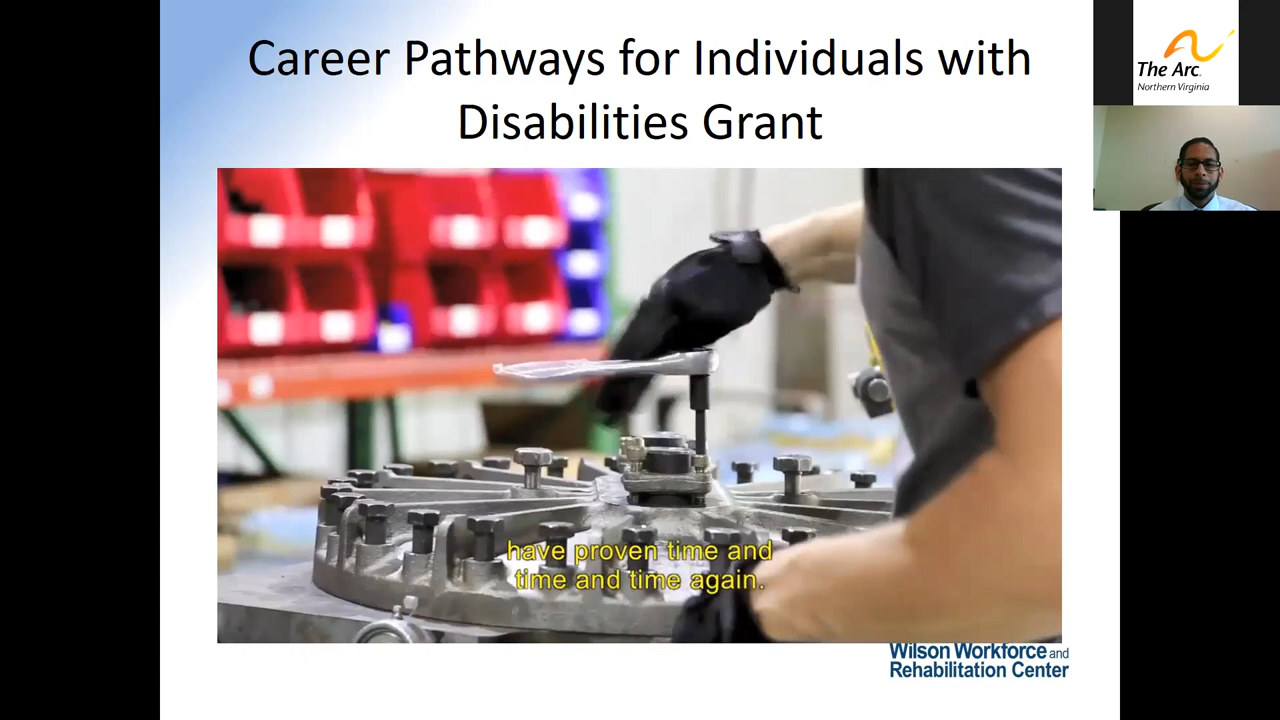 Career Pathways for Individuals with
Disabilities Grant
The Arc
Northern Virginia
have proven time and
time and time again.
Wilson Workforce and
Rehabilitation Center